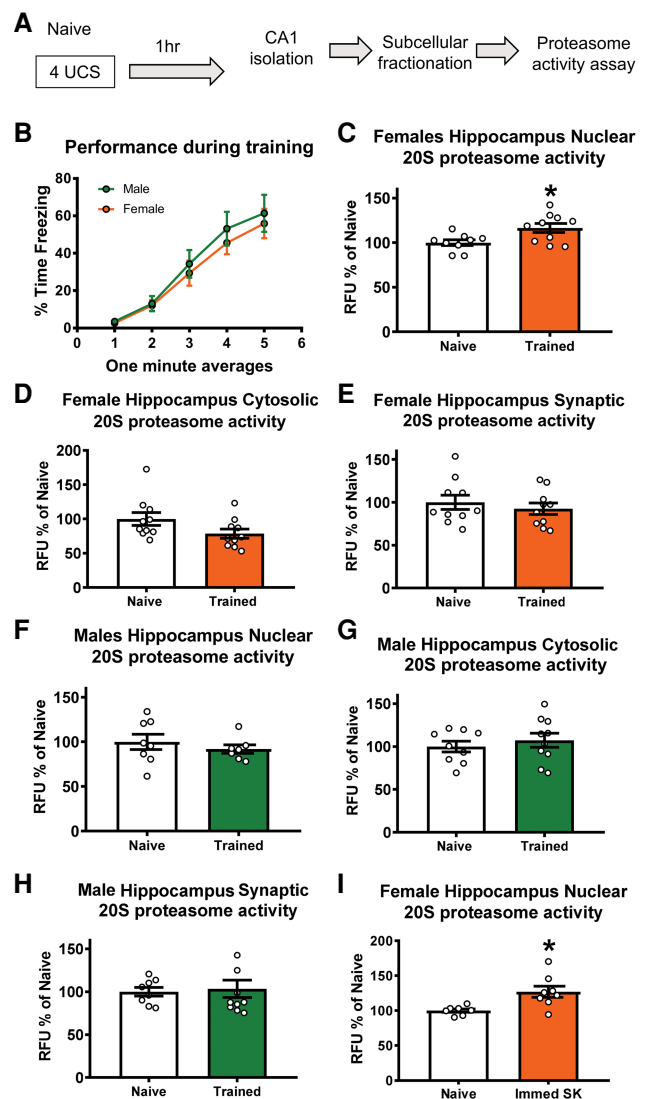 A
Naive
4 UCS
1hr
CA1
isolation
Subcellular
fractionation
Proteasome
activity assay
B
Performance during training
% Time Freezing
80
60
40
20
0
Male
Female
0 1 2 3 4 5 6
One minute averages
C
Females Hippocampus Nuclear
20S proteasome activity
RFU % of Naive
150
100
50
0
*
Naive Trained
D
Female Hippocampus Cytosolic
20S proteasome activity
RFU % of Naive
200
150
100
50
0
Naive Trained
E
Female Hippocampus Synaptic
20S proteasome activity
RFU % of Naive
150
100
50
0
Naive Trained
F
Males Hippocampus Nuclear
20S proteasome activity
RFU % of Naive
150
100
50
0
Naive Trained
G
Male Hippocampus Cytosolic
20S proteasome activity
RFU % of Naive
150
100
50
0
Naive Trained
H
Male Hippocampus Synaptic
20S proteasome activity
RFU % of Naive
150
100
50
0
Naive Trained
I
Female Hippocampus Nuclear
20S proteasome activity
RFU % of Naive
200
150
100
50
0
*
Naive Immed SK